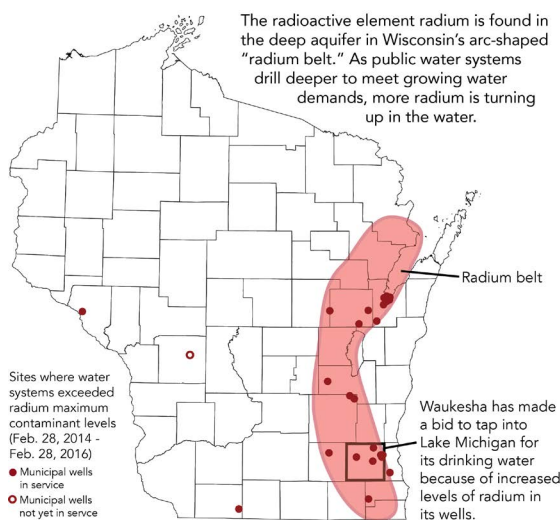 The radioactive element radium is found in
the deep aquifer in Wisconsin's arc-shaped
“radium belt.” As public water systems
drill deeper to meet growing water
demands, more radium is turning
up in the water.
Radium belt
Sites where water
systems exceeded
radium maximum
contaminant levels
(Feb. 28, 2014 -
Feb. 28, 2016)
Municipal wells
in service
Municipal wells
not yet in servce
Waukesha has made
a bid to tap into
Lake Michigan for
its drinking water
because of increased
levels of radium in
its wells.